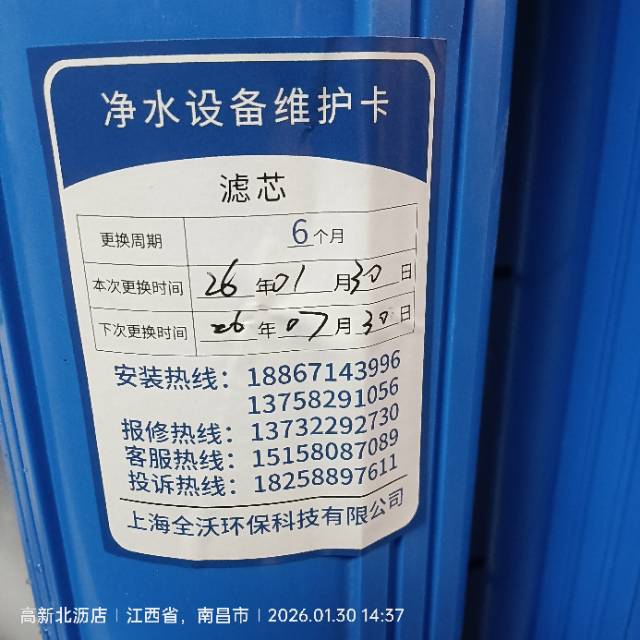 净水设备维护卡
滤芯
更换周期 6个月
本次更换时间 26年01月30日
下次更换时间 26年07月30日
安装热线：18867143996
13758291056
报修热线：13732292730
客服热线：15158087089
投诉热线：18258897611
上海全沃环保科技有限公司
高新北沥店 | 江西省，南昌市 | 2026.01.30 14:37